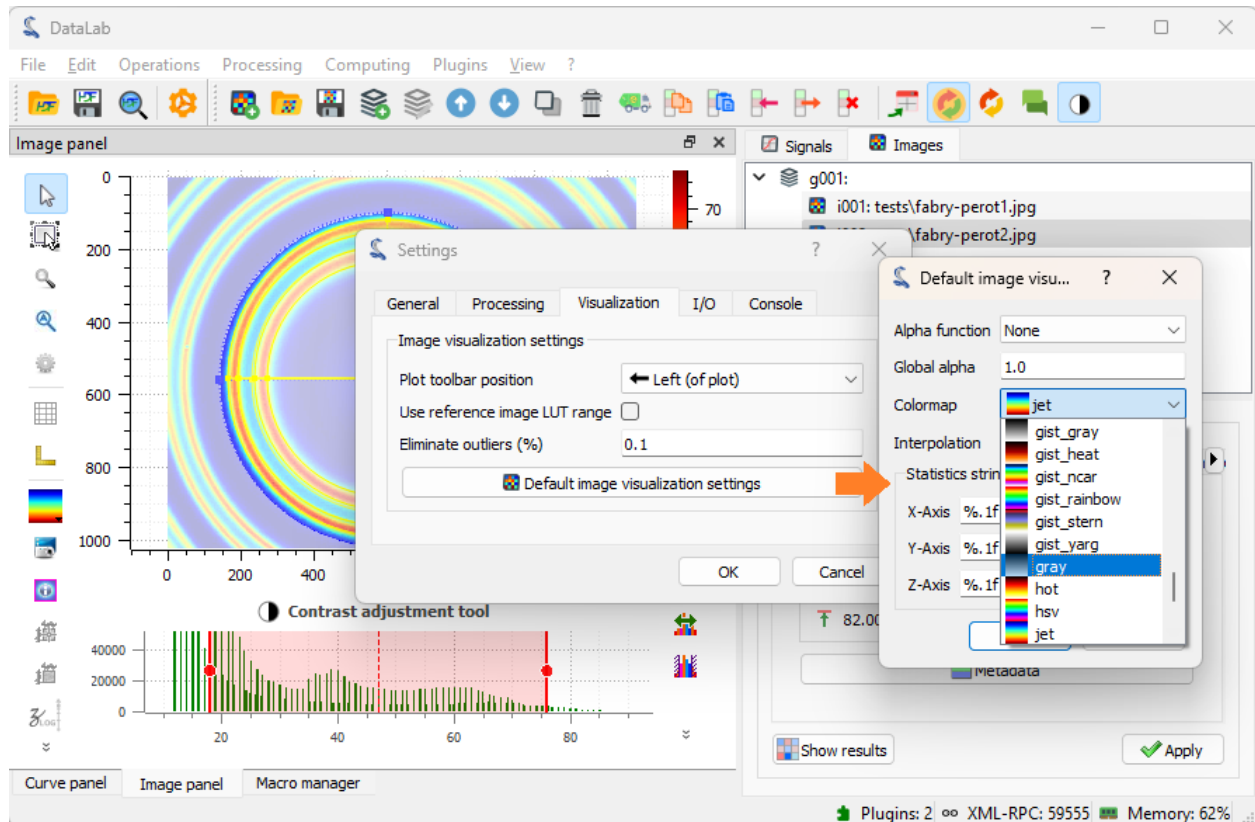 DataLab
File Edit Operations Processing Computing Plugins View ?
Image panel
Signals Images
g001:
i001: tests\fabry-perot1.jpg
\fabry-perot2.jpg
0
200
400
600
800
1000
0 200 400
70
Settings ?
General Processing Visualization I/O Console
Image visualization settings
Plot toolbar position Left (of plot)
Use reference image LUT range
Eliminate outliers (%) 0.1
Default image visualization settings
OK Cancel
Default image visu... ?
Alpha function None
Global alpha 1.0
Colormap jet
Interpolation
Statistics strin
X-Axis %.1f
Y-Axis %.1f
Z-Axis %.1f
gist_gray
gist_heat
gist_ncar
gist_rainbow
gist_stern
gist_yarg
gray
hot
hsv
jet
82.00
Metadata
Contrast adjustment tool
40000
20000
0
20 40 60 80
LOG
Show results Apply
Curve panel Image panel Macro manager
Plugins: 2 XML-RPC: 59555 Memory: 62%